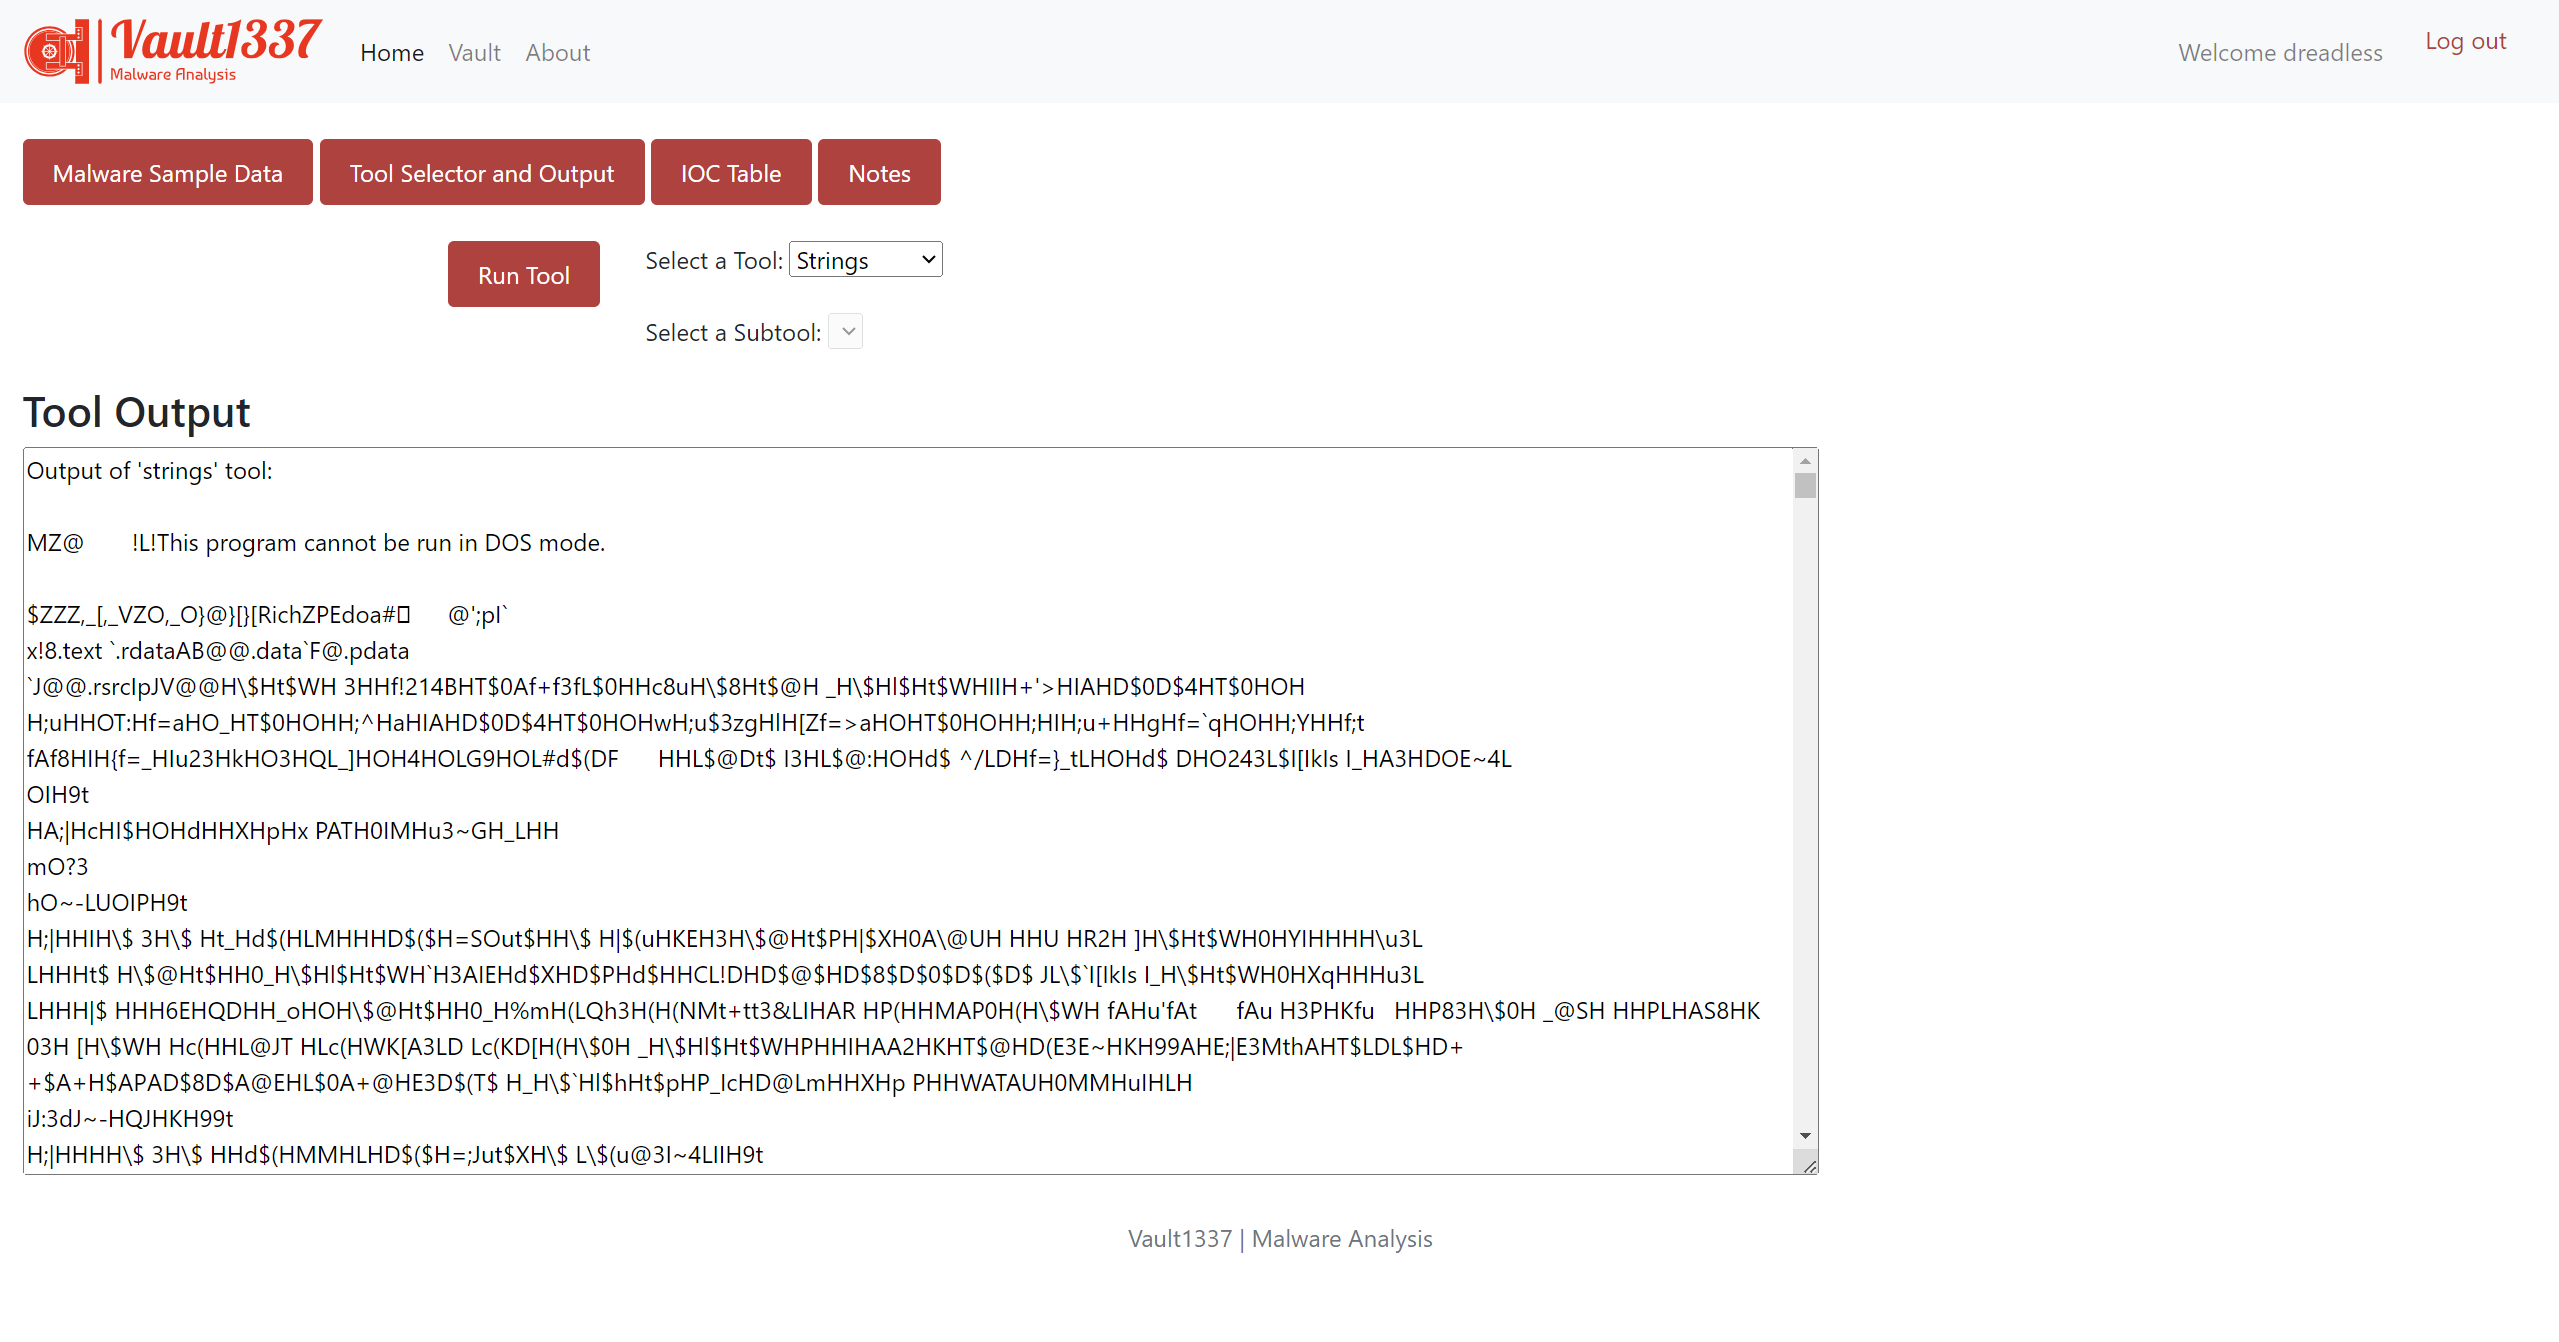 Vault1337
Malware Analysis
Home Vault About
Welcome dreadless
Log out
Malware Sample Data
Tool Selector and Output
IOC Table
Notes
Run Tool
Select a Tool: Strings
Select a Subtool:
Tool Output
Output of 'strings' tool:
MZ@ !L!This program cannot be run in DOS mode.
$ZZZ,_[,_VZO,_O}@}[}[RichZPEdoa# @';pI`
x!8.text `.rdataAB@@.data`F@.pdata
`J@@.rsrcIpJV@@H\$Ht$WH 3HHf!214BHT$0Af+f3fL$0HHc8uH\$8Ht$@H _H\$Hl$Ht$WHIIH+'>HIAHD$0D$4HT$0HOH
H;uHHOT:Hf=aHO_HT$0HOHH;^HaHIAHD$0D$4HT$0HOHwH;u$3zgHlH[Zf=>aHOHT$0HOHH;HIH;u+HHgHf=`qHOHH;YHHf;t
fAf8HIH{f=_HIu23HkHO3HQL_]HOH4HOLG9HOL#d$(DF HHL$@Dt$ I3HL$@:HOHd$ ^/LDHf=}_tLHOHd$ DHO243L$I[IkIs I_HA3HDOE~4L
OIH9t
HA;|HcHI$HOHdHHXHpHx PATH0IMHu3~GH_LHH
mO?3
hO~-LUOIPH9t
H;|HHIH\$ 3H\$ Ht_Hd$(HLMHHHD$($H=SOut$HH\$ H|$(uHKEH3H\$@Ht$PH|$XH0A\@UH HHU HR2H ]H\$Ht$WH0HYIHHHH\u3L
LHHHt$ H\$@Ht$HH0_H\$Hl$Ht$WH`H3AIEHd$XHD$PHd$HHCL!DHD$@$HD$8$D$0$D$($D$ JL\$`I[IkIs I_H\$Ht$WH0HXqHHHu3L
LHHH|$ HHH6EHQDHH_oHOH\$@Ht$HH0_H%mH(LQh3H(H(NMt+tt3&LIHAR HP(HHMAP0H(H\$WH fAHu'fAt fAu H3PHKfu HHP83H\$0H _@SH HHPLHAS8HK
03H [H\$WH Hc(HHL@JT HLc(HWK[A3LD Lc(KD[H(H\$0H _H\$Hl$Ht$WHPHHIHAA2HKHT$@HD(E3E~HKH99AHE;|E3MthAHT$LDL$HD+
+$A+H$APAD$8D$A@EHL$0A+@HE3D$(T$ H_H\$`Hl$hHt$pHP_IcHD@LmHHXHp PHHWATAUH0MMHuIHLH
iJ:3dJ~-HQJHKH99t
H;|HHHH\$ 3H\$ HHd$(HMMHLHD$($H=;Jut$XH\$ L\$(u@3I~4LIIH9t
Vault1337 | Malware Analysis